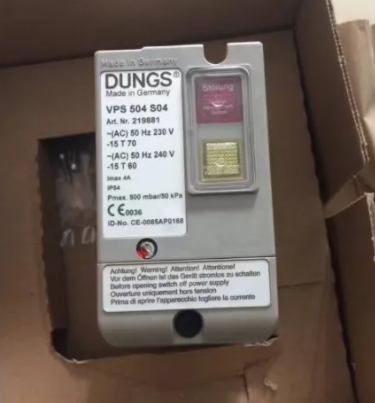 Made in Germany
DUNGS®
Made in Germany
VPS 504 S04
Art. Nr. 219881
~(AC) 50 Hz 230 V
-15 T 70
~(AC) 50 Hz 240 V
-15 T 60
Imax 4A
IP54
Pmax. 500 mbar/50 kPa
CE 0036
ID-No. CE-0085AP0168
Störung
Achtung! Warning! Attention! Attenzione!
Vor dem Öffnen ist das Gerät stromlos zu schalten
Before opening switch off power supply
Ouverture uniquement hors tension
Prima di aprire l'apparecchio togliere la corrente